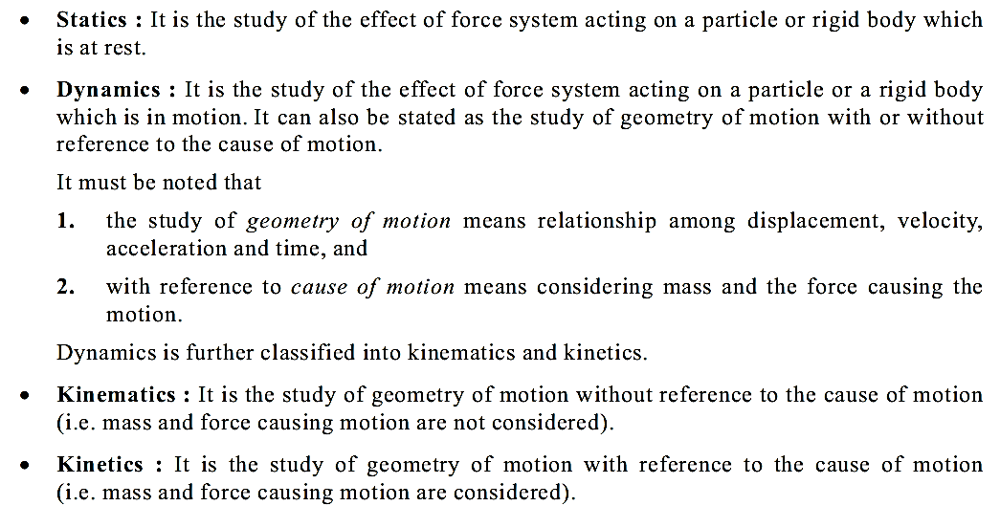 • Statics : It is the study of the effect of force system acting on a particle or rigid body which
is at rest.
• Dynamics : It is the study of the effect of force system acting on a particle or a rigid body
which is in motion. It can also be stated as the study of geometry of motion with or without
reference to the cause of motion.
It must be noted that
1. the study of geometry of motion means relationship among displacement, velocity,
acceleration and time, and
2. with reference to cause of motion means considering mass and the force causing the
motion.
Dynamics is further classified into kinematics and kinetics.
• Kinematics : It is the study of geometry of motion without reference to the cause of motion
(i.e. mass and force causing motion are not considered).
• Kinetics : It is the study of geometry of motion with reference to the cause of motion
(i.e. mass and force causing motion are considered).